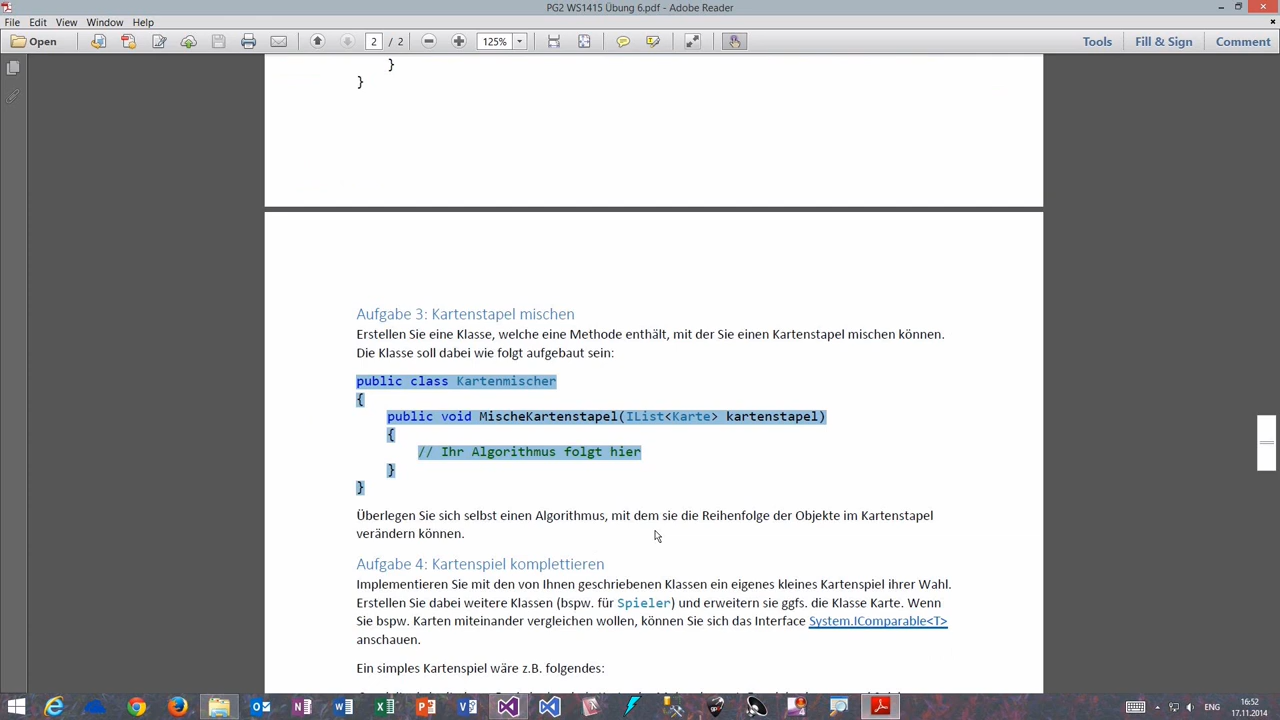 PG2 WS1415 Übung 6.pdf - Adobe Reader
File Edit View Window Help
Open 2 / 2 125% Tools Fill & Sign Comment
}
}
Aufgabe 3: Kartenstapel mischen
Erstellen Sie eine Klasse, welche eine Methode enthält, mit der Sie einen Kartenstapel mischen können.
Die Klasse soll dabei wie folgt aufgebaut sein:
public class Kartenmischer
{
public void MischeKartenstapel(IList<Karte> kartenstapel)
{
// Ihr Algorithmus folgt hier
}
}
Überlegen Sie sich selbst einen Algorithmus, mit dem sie die Reihenfolge der Objekte im Kartenstapel
verändern können.
Aufgabe 4: Kartenspiel komplettieren
Implementieren Sie mit den von Ihnen geschriebenen Klassen ein eigenes kleines Kartenspiel ihrer Wahl.
Erstellen Sie dabei weitere Klassen (bspw. für Spieler) und erweitern sie ggfs. die Klasse Karte. Wenn
Sie bspw. Karten miteinander vergleichen wollen, können Sie sich das Interface System.IComparable<T>
anschauen.
Ein simples Kartenspiel wäre z.B. folgendes:
ENG
16:52
17.11.2014